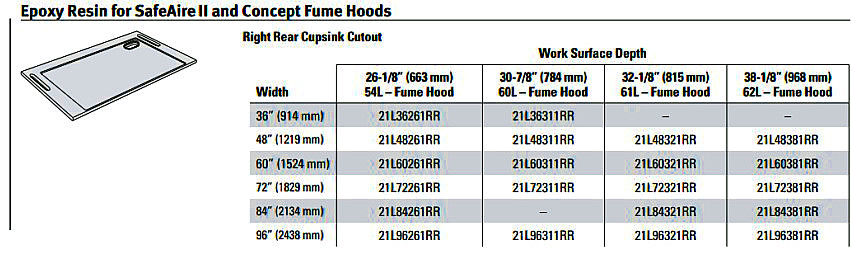 Epoxy Resin for SafeAire II and Concept Fume Hoods
Right Rear Cupsink Cutout
Work Surface Depth
Width 26-1/8" (663 mm) 54L – Fume Hood 30-7/8" (784 mm) 60L – Fume Hood 32-1/8" (815 mm) 61L – Fume Hood 38-1/8" (968 mm) 62L – Fume Hood
36" (914 mm) 21L36261RR 21L36311RR – –
48" (1219 mm) 21L48261RR 21L48311RR 21L48321RR 21L48381RR
60" (1524 mm) 21L60261RR 21L60311RR 21L60321RR 21L60381RR
72" (1829 mm) 21L72261RR 21L72311RR 21L72321RR 21L72381RR
84" (2134 mm) 21L84261RR – 21L84321RR 21L84381RR
96" (2438 mm) 21L96261RR 21L96311RR 21L96321RR 21L96381RR